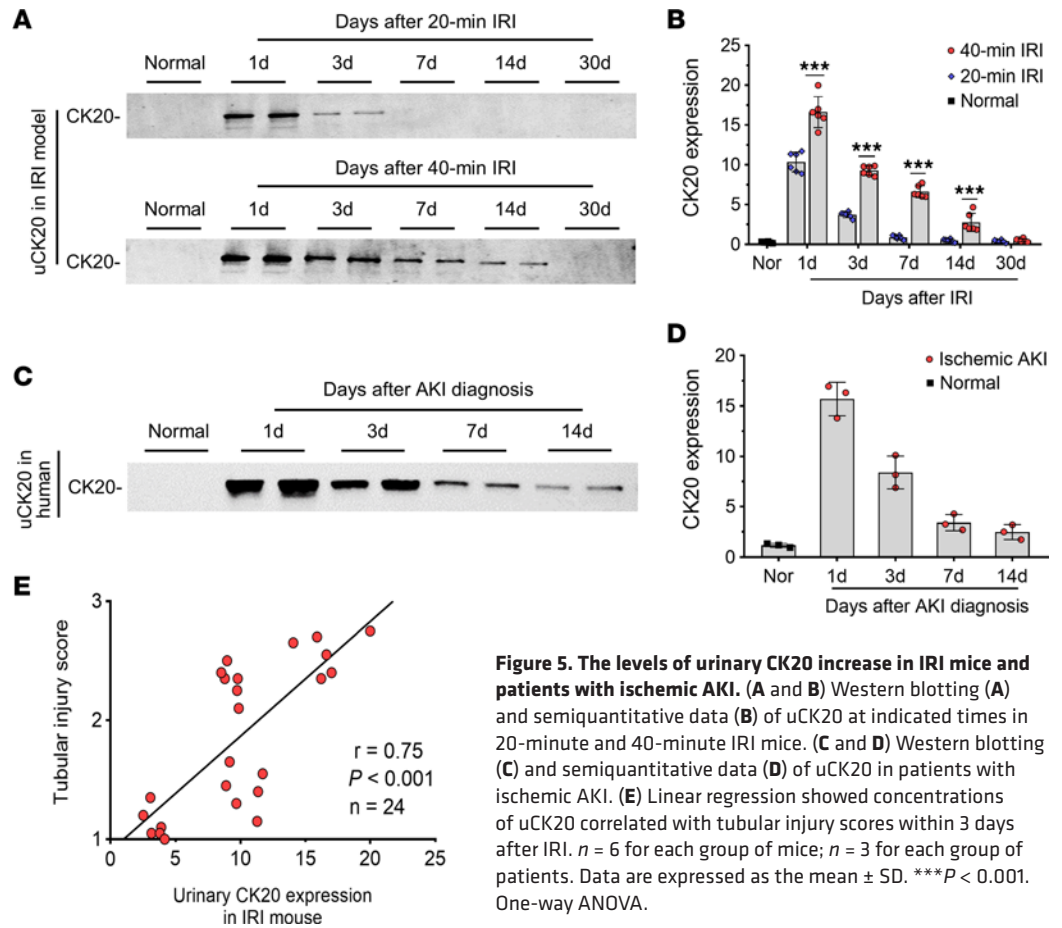 A
Days after 20-min IRI
Normal 1d 3d 7d 14d 30d
CK20-
uCK20 in IRI model
Days after 40-min IRI
Normal 1d 3d 7d 14d 30d
CK20-
B
25
20
15
10
5
0
CK20 expression
40-min IRI
20-min IRI
Normal
*** *** *** ***
Nor 1d 3d 7d 14d 30d
Days after IRI
C
Days after AKI diagnosis
Normal 1d 3d 7d 14d
uCK20 in
human
CK20-
D
20
15
10
5
0
CK20 expression
Ischemic AKI
Normal
Nor 1d 3d 7d 14d
Days after AKI diagnosis
E
3
2
1
Tubular injury score
r = 0.75
P < 0.001
n = 24
0 5 10 15 20 25
Urinary CK20 expression
in IRI mouse
Figure 5. The levels of urinary CK20 increase in IRI mice and
patients with ischemic AKI. (A and B) Western blotting (A)
and semiquantitative data (B) of uCK20 at indicated times in
20-minute and 40-minute IRI mice. (C and D) Western blotting
(C) and semiquantitative data (D) of uCK20 in patients with
ischemic AKI. (E) Linear regression showed concentrations
of uCK20 correlated with tubular injury scores within 3 days
after IRI. n = 6 for each group of mice; n = 3 for each group of
patients. Data are expressed as the mean ± SD. ***P < 0.001.
One-way ANOVA.